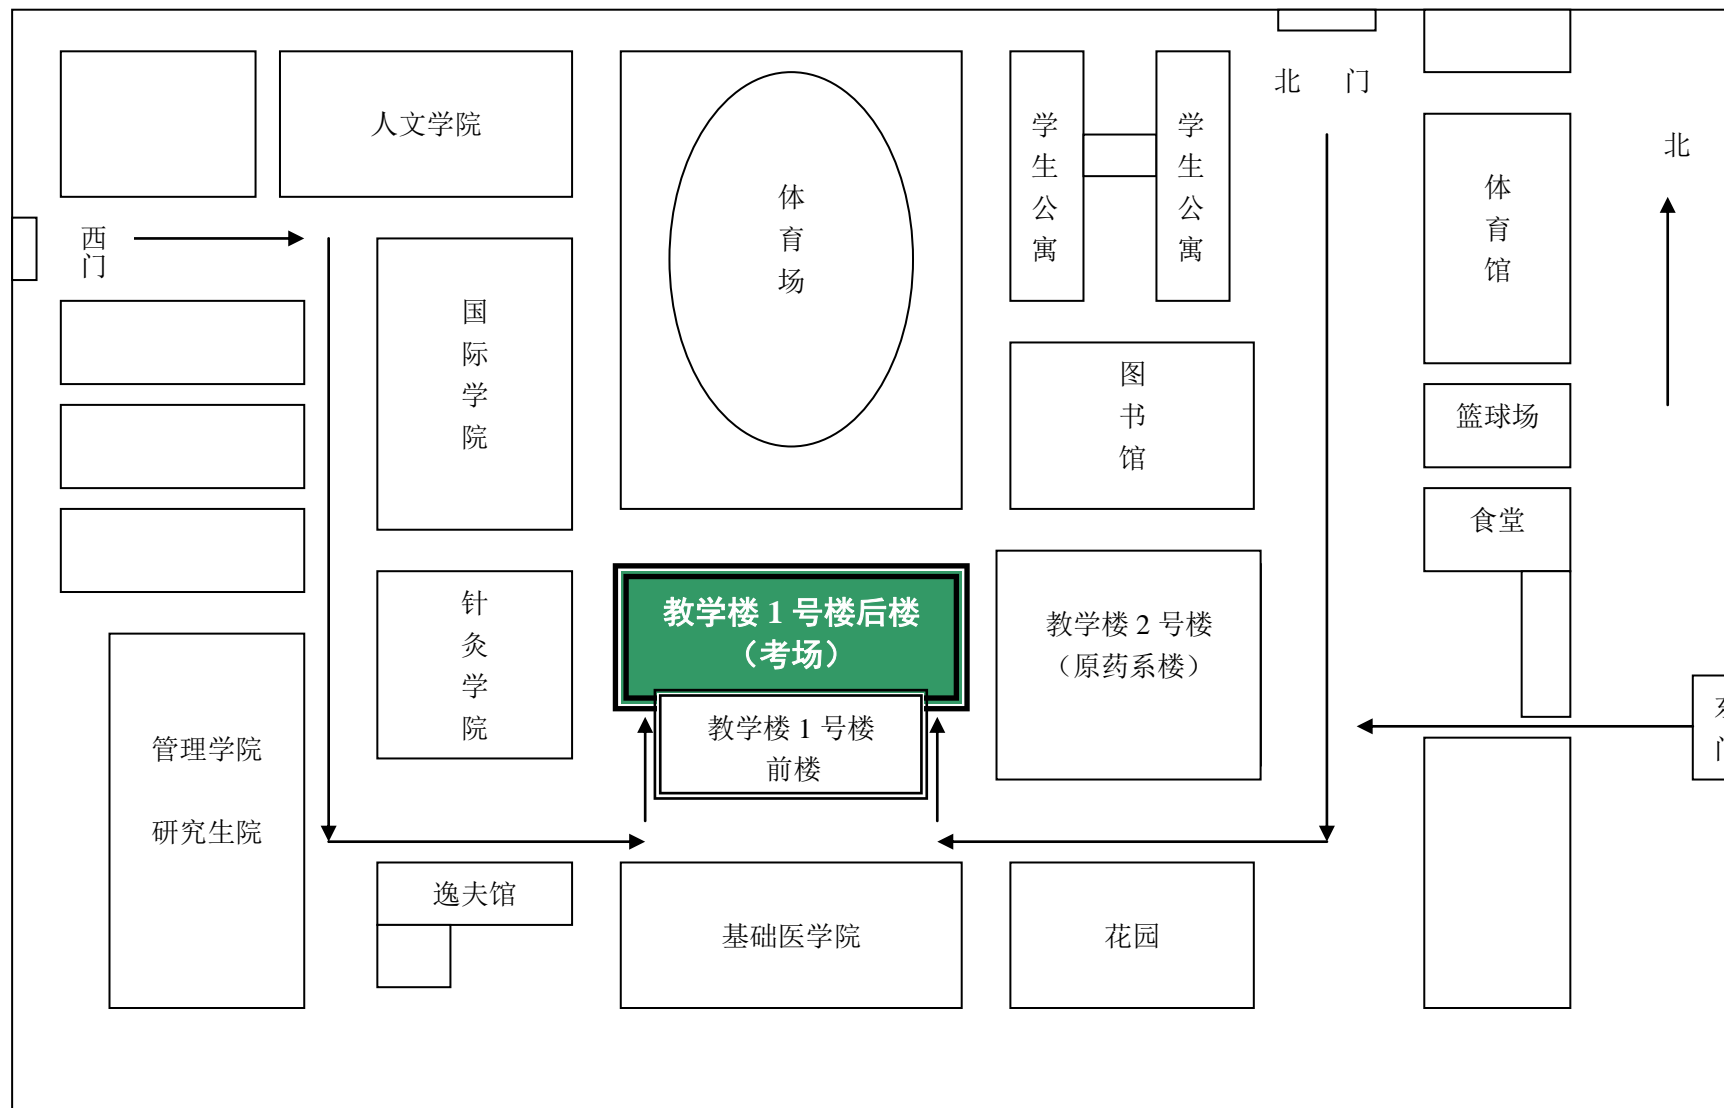 北 门
人文学院
学生公寓
学生公寓
北
体育场
体育馆
西门
国际学院
图书馆
篮球场
食堂
针灸学院
教学楼 1 号楼后楼
（考场）
教学楼 2 号楼
（原药系楼）
教学楼 1 号楼
前楼
管理学院
研究生院
逸夫馆
基础医学院
花园